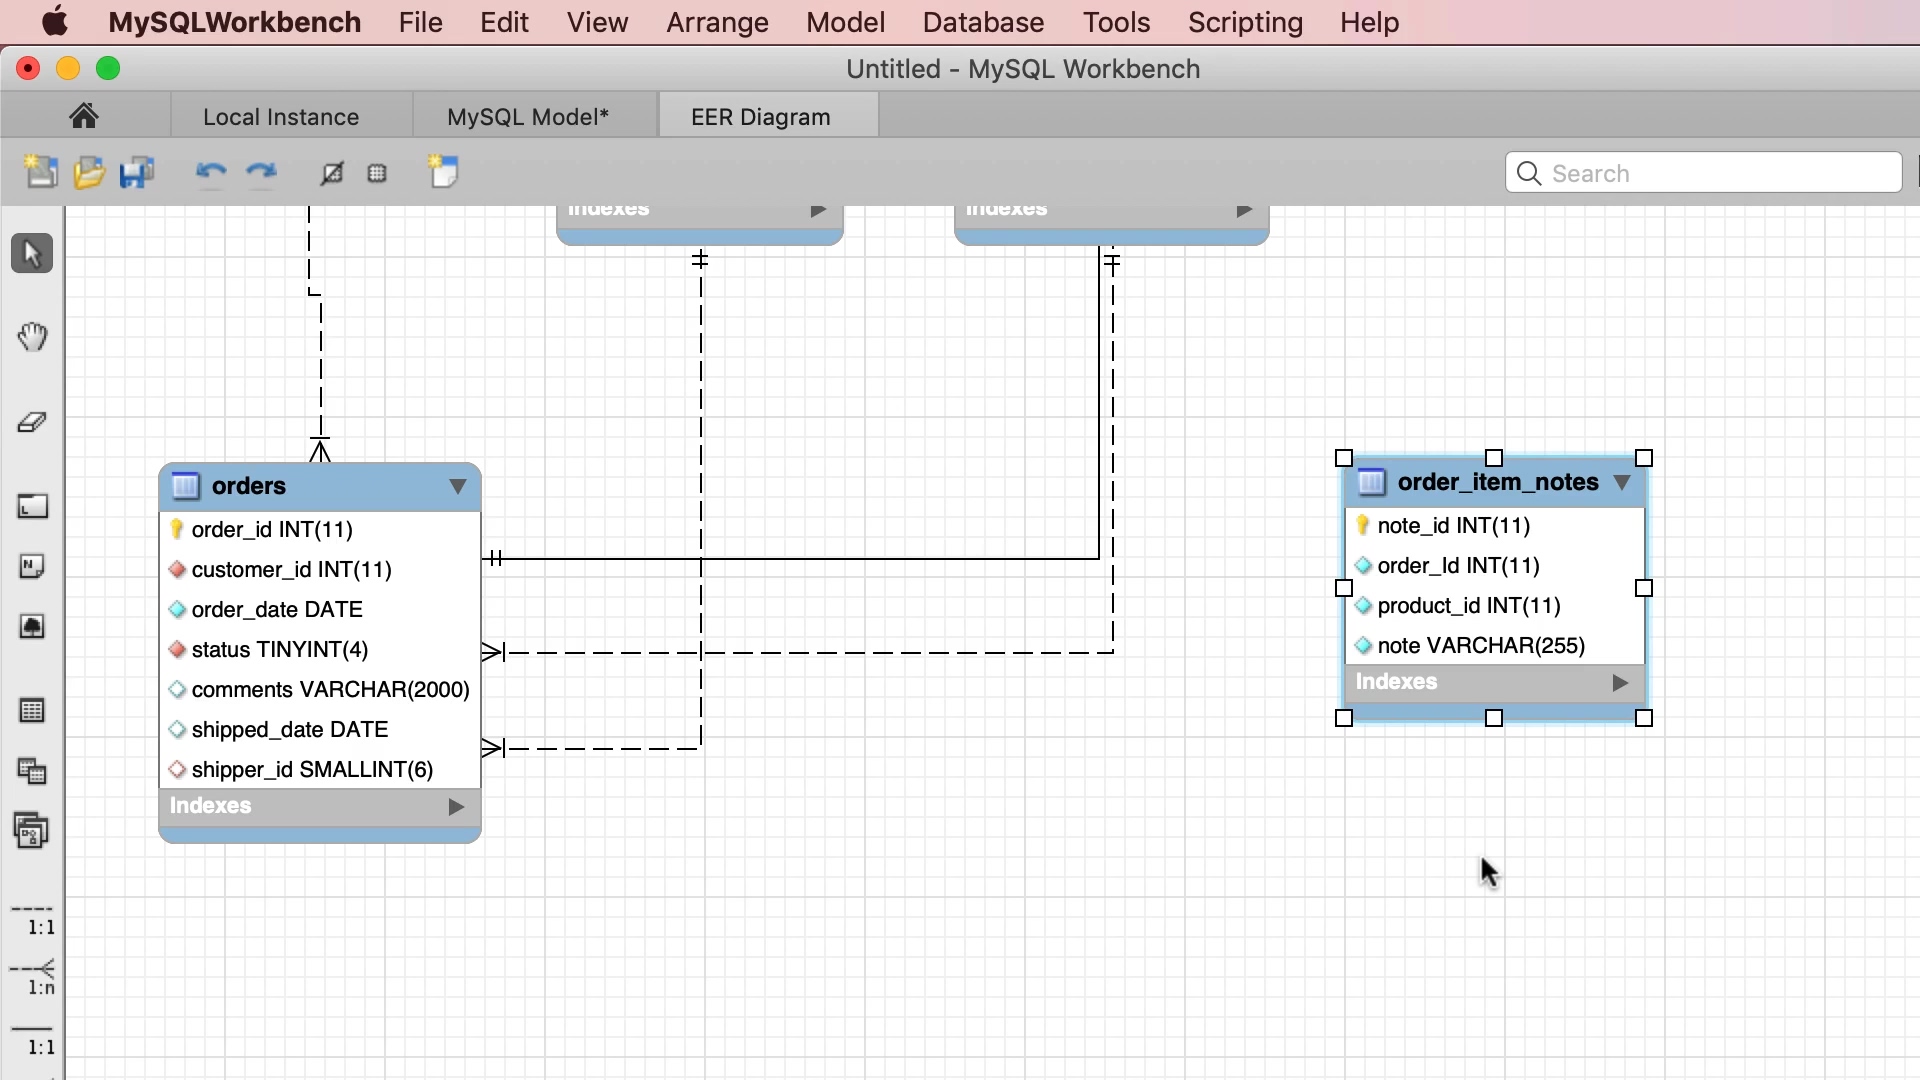 MySQLWorkbench File Edit View Arrange Model Database Tools Scripting Help
Untitled - MySQL Workbench
Local Instance MySQL Model* EER Diagram
Search
Indexes Indexes
orders
order_id INT(11)
customer_id INT(11)
order_date DATE
status TINYINT(4)
comments VARCHAR(2000)
shipped_date DATE
shipper_id SMALLINT(6)
Indexes
order_item_notes
note_id INT(11)
order_Id INT(11)
product_id INT(11)
note VARCHAR(255)
Indexes
1:1
1:n
1:1